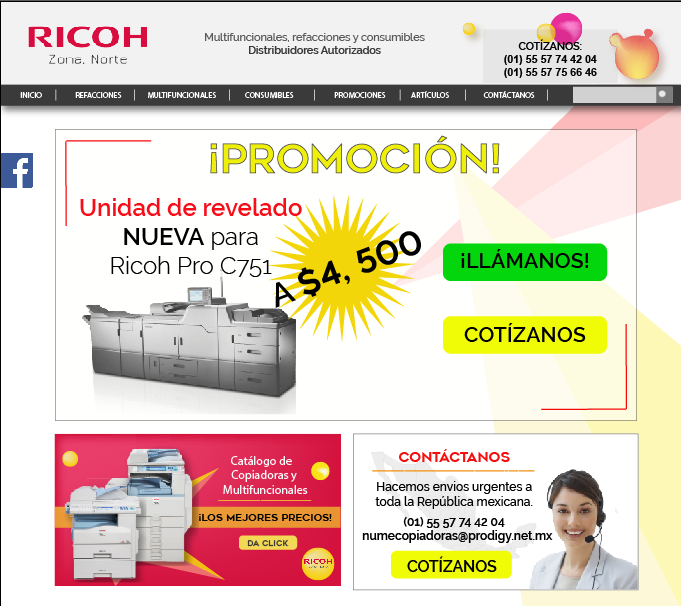 RICOH
Zona. Norte
Multifuncionales, refacciones y consumibles
Distribuidores Autorizados
COTÍZANOS:
(01) 55 57 74 42 04
(01) 55 57 75 66 46
INICIO | REFACCIONES | MULTIFUNCIONALES | CONSUMIBLES | PROMOCIONES | ARTÍCULOS | CONTÁCTANOS |
f
¡PROMOCIÓN!
Unidad de revelado
NUEVA para
Ricoh Pro C751
A $4, 500
¡LLÁMANOS!
COTÍZANOS
Catálogo de
Copiadoras y
Multifuncionales
¡LOS MEJORES PRECIOS!
DA CLICK
RICOH
CONTÁCTANOS
Hacemos envios urgentes a
toda la República mexicana.
(01) 55 57 74 42 04
numecopiadoras@prodigy.net.mx
COTÍZANOS